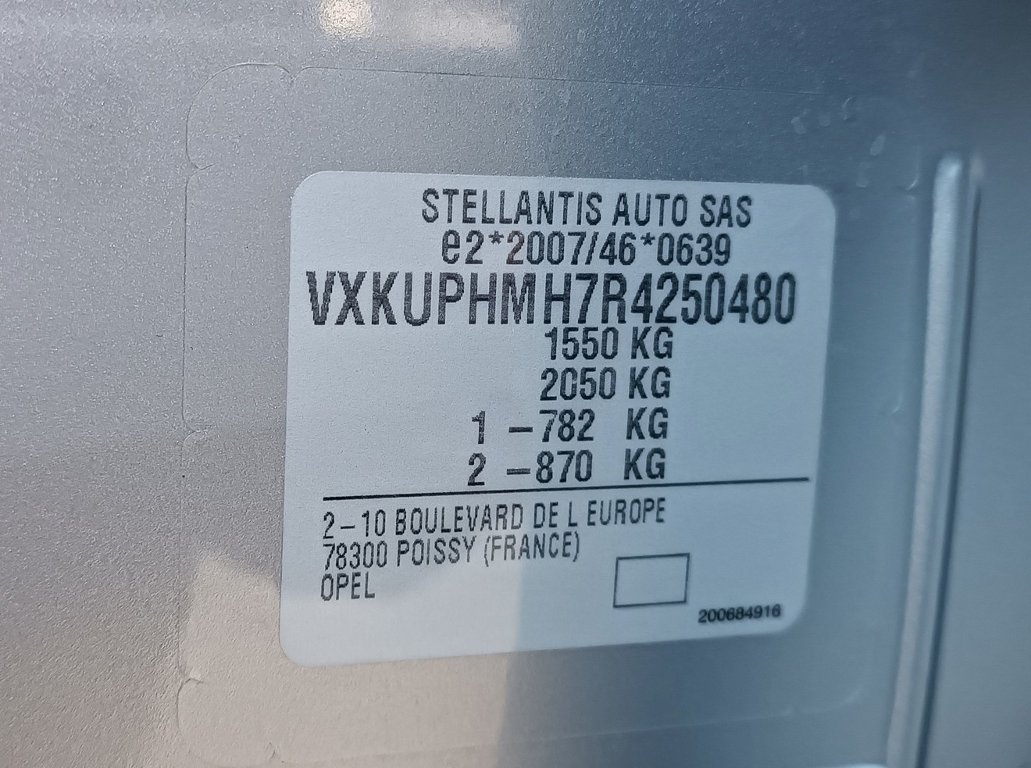 STELLANTIS AUTO SAS
e2*2007/46*0639
VXKUPHMH7R4250480
1550 KG
2050 KG
1 –782 KG
2 –870 KG
2–10 BOULEVARD DE L EUROPE
78300 POISSY (FRANCE)
OPEL
200684916